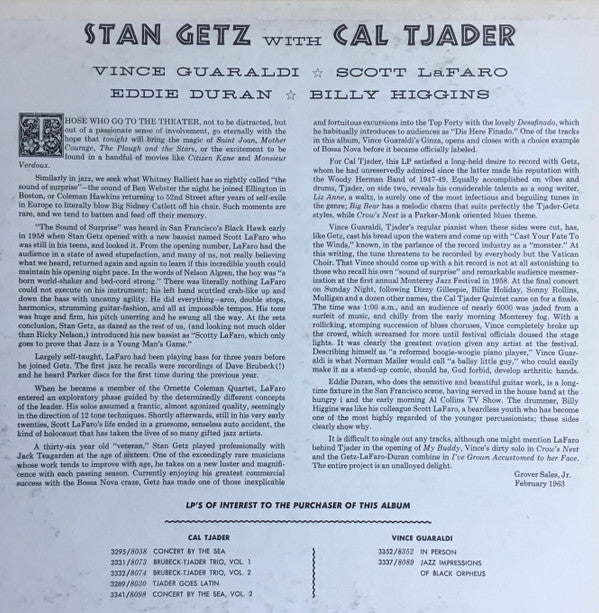 STAN GETZ WITH CAL TJADER
VINCE GUARALDI ☆ SCOTT LaFARO
EDDIE DURAN ☆ BILLY HIGGINS
THOSE WHO GO TO THE THEATER, not to be distracted, but
out of a passionate sense of involvement, go eternally with the
hope that tonight will bring the magic of Saint Joan, Mother
Courage, The Plough and the Stars, or the excitement to be
found in a handful of movies like Citizen Kane and Monsieur
Verdoux.
Similarly in jazz, we seek what Whitney Balliett has so rightly called "the
sound of surprise"—the sound of Ben Webster the night he joined Ellington in
Boston, or Coleman Hawkins returning to 52nd Street after years of self-exile
in Europe to literally blow Big Sidney Catlett off his chair. Such moments are
rare, and we tend to batten and feed off their memory.
"The Sound of Surprise" was heard in San Francisco's Black Hawk early
in 1958 when Stan Getz opened with a new bassist named Scott LaFaro who
was still in his teens, and looked it. From the opening number, LaFaro had the
audience in a state of awed stupefaction, and many of us, not really believing
what we heard, returned again and again to learn if this incredible youth could
maintain his opening night pace. In the words of Nelson Algren, the boy was "a
born world-shaker and bed-cord strong." There was literally nothing LaFaro
could not execute on his instrument; his left hand scuttled crab-like up and
down the bass with uncanny agility. He did everything—arco, double stops,
harmonics, strumming guitar-fashion, and all at impossible tempos. His tone
was huge and firm, his pitch unerring and he swung all the way. At the sets
conclusion, Stan Getz, as dazed as the rest of us, (and looking not much older
than Ricky Nelson,) introduced his new bassist as "Scotty LaFaro, which only
goes to prove that Jazz is a Young Man's Game."
Largely self-taught, LaFaro had been playing bass for three years before
he joined Getz. The first jazz he recalls were recordings of Dave Brubeck(!)
and he heard Parker discs for the first time during the previous year.
When he became a member of the Ornette Coleman Quartet, LaFaro
entered an exploratory phase guided by the determinedly different concepts
of the leader. His solos assumed a frantic, almost agonized quality, seemingly
in the direction of 12 tone techniques. Shortly afterwards, still in his very early
twenties, Scott LaFaro's life ended in a gruesome, senseless auto accident, the
kind of holocaust that has taken the lives of so many gifted jazz artists.
A thirty-six year old "veteran," Stan Getz played professionally with
Jack Teagarden at the age of sixteen. One of the exceedingly rare musicians
whose work tends to improve with age, he takes on a new luster and magnifi-
cence with each passing season. Currently enjoying his greatest commercial
success with the Bossa Nova craze, Getz has made of those inexplicable
and fortuitous excursions into the Top Forty with the lovely Desafinado, which
he habitually introduces to audiences as "Dis Here Finado." One of the tracks
in this album, Vince Guaraldi's Ginza, opens and closes with a choice example
of Bossa Nova before it became officially labeled.
For Cal Tjader, this LP satisfied a long-held desire to record with Getz,
whom he had unreservedly admired since the latter made his reputation with
the Woody Herman Band of 1947-49. Equally accomplished on vibes and
drums, Tjader, on side two, reveals his considerable talents as a song writer.
Liz Anne, a waltz, is surely one of the most infectious and beguiling tunes in
the genre; Big Bear has a melodic charm that suits perfectly the Tjader-Getz
styles, while Crow's Nest is a Parker-Monk oriented blues theme.
Vince Guaraldi, Tjader's regular pianist when these sides were cut, has,
like Getz, cast his bread upon the waters and come up with "Cast Your Fate To
the Winds," known, in the parlance of the record industry as a "monster." At
this writing, the tune threatens to be recorded by everybody but the Vatican
Choir. That Vince should come up with a hit record is not at all astonishing to
those who recall his own "sound of surprise" and remarkable audience mesmer-
ization at the first annual Monterey Jazz Festival in 1958. At the final concert
on Sunday Night, following Dizzy Gillespie, Billie Holiday, Sonny Rollins,
Mulligan and a dozen other names, the Cal Tjader Quintet came on for a finale.
The time was 1:00 a.m., and an audience of nearly 6000 was jaded from a
surfeit of music, and chilly from the early morning Monterey fog. With a
rollicking, stomping succession of blues choruses, Vince completely broke up
the crowd, which screamed for more until festival officials doused the stage
lights. It was clearly the greatest ovation given any artist at the festival.
Describing himself as "a reformed boogie-woogie piano player," Vince Guar-
aldi is what Norman Mailer would call "a ballsy little guy," who could easily
make it as a stand-up comic, should he, God forbid, develop arthritic hands.
Eddie Duran, who does the sensitive and beautiful guitar work, is a long-
time fixture in the San Francisco scene, having served in the house band at the
hungry i and the early morning Al Collins TV Show. The drummer, Billy
Higgins was like his colleague Scott LaFaro, a beardless youth who has become
one of the most highly regarded of the younger percussionists; these sides
clearly show why.
It is difficult to single out any tracks, although one might mention LaFaro
behind Tjader in the opening of My Buddy, Vince's dirty solo in Crow's Nest
and the Getz-LaFaro-Duran combine in I've Grown Accustomed to her Face.
The entire project is an unalloyed delight.
Grover Sales, Jr.
February 1963
LP'S OF INTEREST TO THE PURCHASER OF THIS ALBUM
CAL TJADER
3295/8038 CONCERT BY THE SEA
3331/8073 BRUBECK-TJADER TRIO, VOL. 1
3332/8074 BRUBECK-TJADER TRIO, VOL. 2
3289/8030 TJADER GOES LATIN
3341/8098 CONCERT BY THE SEA, VOL. 2
VINCE GUARALDI
3352/8352 IN PERSON
3337/8089 JAZZ IMPRESSIONS
OF BLACK ORPHEUS